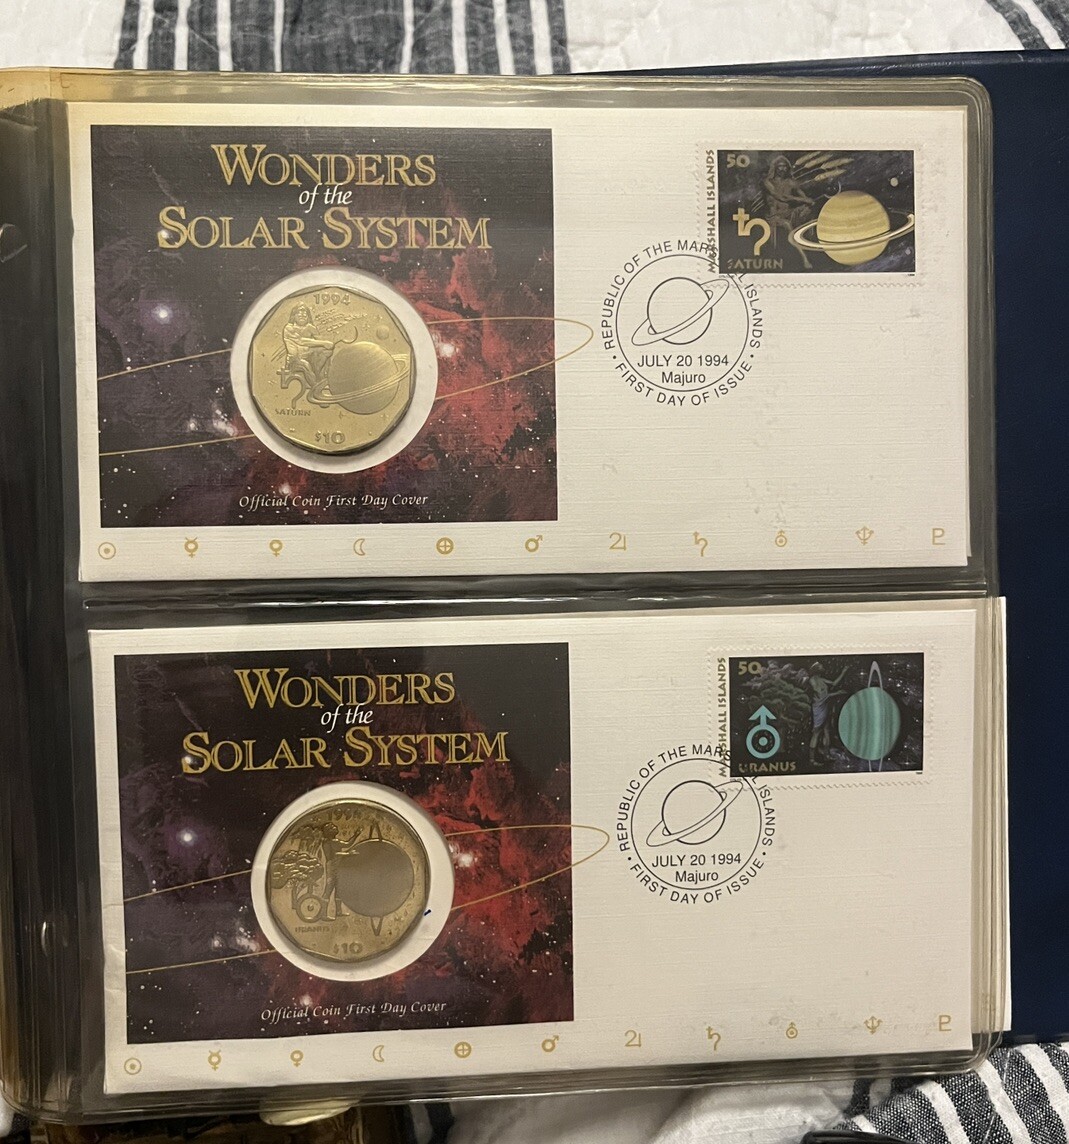 WONDERS
of the
SOLAR SYSTEM
1994
SATURN
$10
Official Coin First Day Cover
50
MARSHALL ISLANDS
SATURN
REPUBLIC OF THE MARSHALL ISLANDS
JULY 20 1994
Majuro
• FIRST DAY OF ISSUE •
WONDERS
of the
SOLAR SYSTEM
1994
URANUS
$10
Official Coin First Day Cover
50
MARSHALL ISLANDS
URANUS
REPUBLIC OF THE MARSHALL ISLANDS
JULY 20 1994
Majuro
• FIRST DAY OF ISSUE •